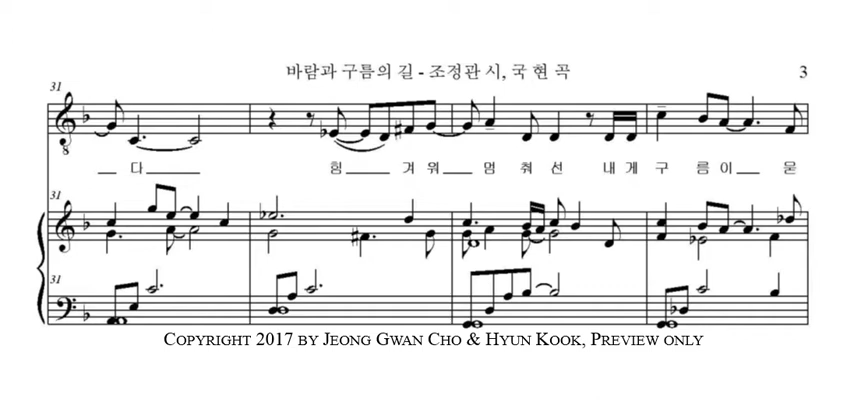 바람과 구름의 길 - 조정관 시, 국 현 곡
3
31
8
다 힘 겨 워 멈 춰 선 내 게 구 름 이 묻
31
31
COPYRIGHT 2017 BY JEONG GWAN CHO & HYUN KOOK, PREVIEW ONLY